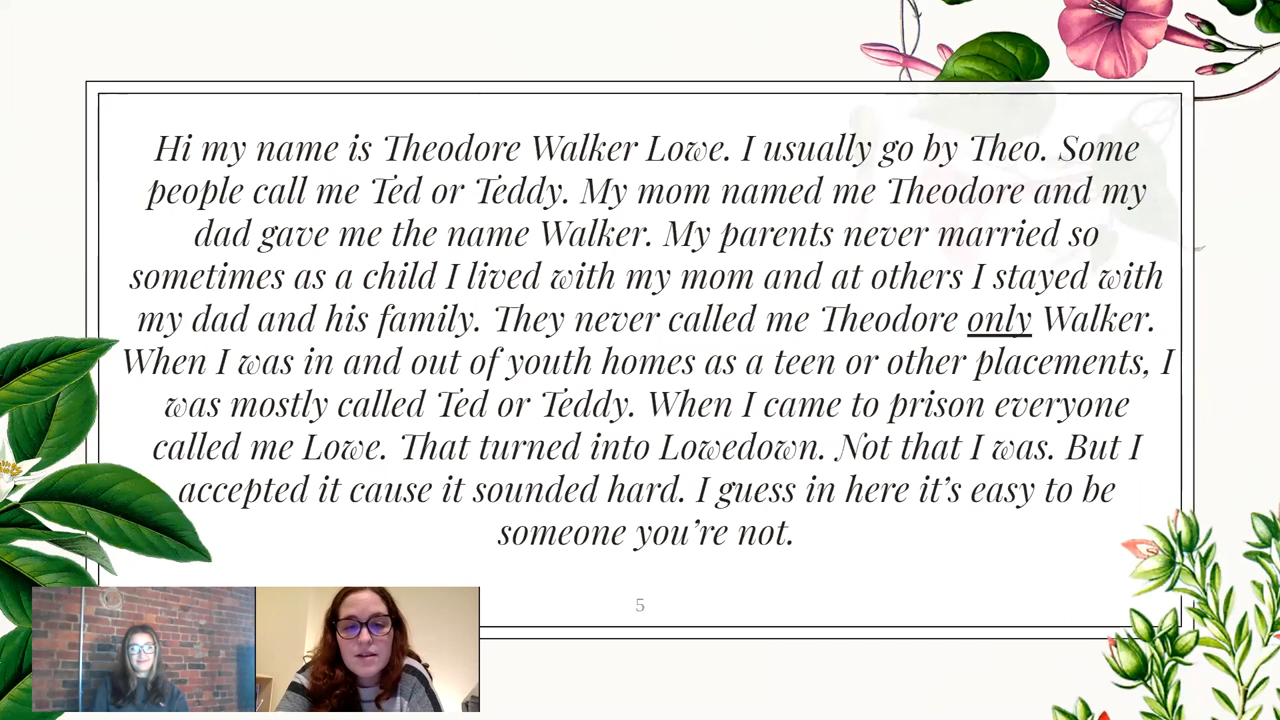 Hi my name is Theodore Walker Lowe. I usually go by Theo. Some
people call me Ted or Teddy. My mom named me Theodore and my
dad gave me the name Walker. My parents never married so
sometimes as a child I lived with my mom and at others I stayed with
my dad and his family. They never called me Theodore only Walker.
When I was in and out of youth homes as a teen or other placements, I
was mostly called Ted or Teddy. When I came to prison everyone
called me Lowe. That turned into Lowedown. Not that I was. But I
accepted it cause it sounded hard. I guess in here it’s easy to be
someone you’re not.
5